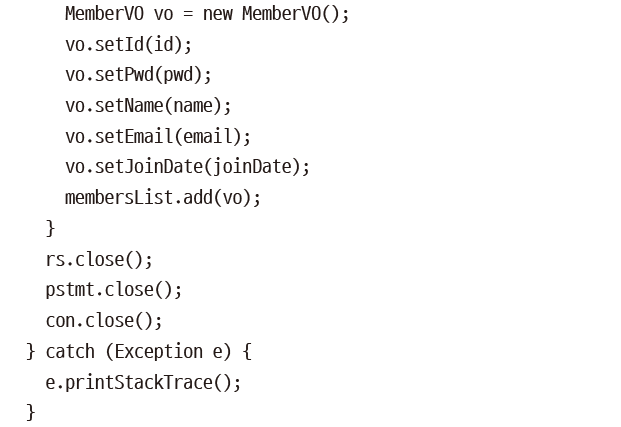 MemberVO vo = new MemberVO();
vo.setId(id);
vo.setPwd(pwd);
vo.setName(name);
vo.setEmail(email);
vo.setJoinDate(joinDate);
membersList.add(vo);
}
rs.close();
pstmt.close();
con.close();
} catch (Exception e) {
e.printStackTrace();
}